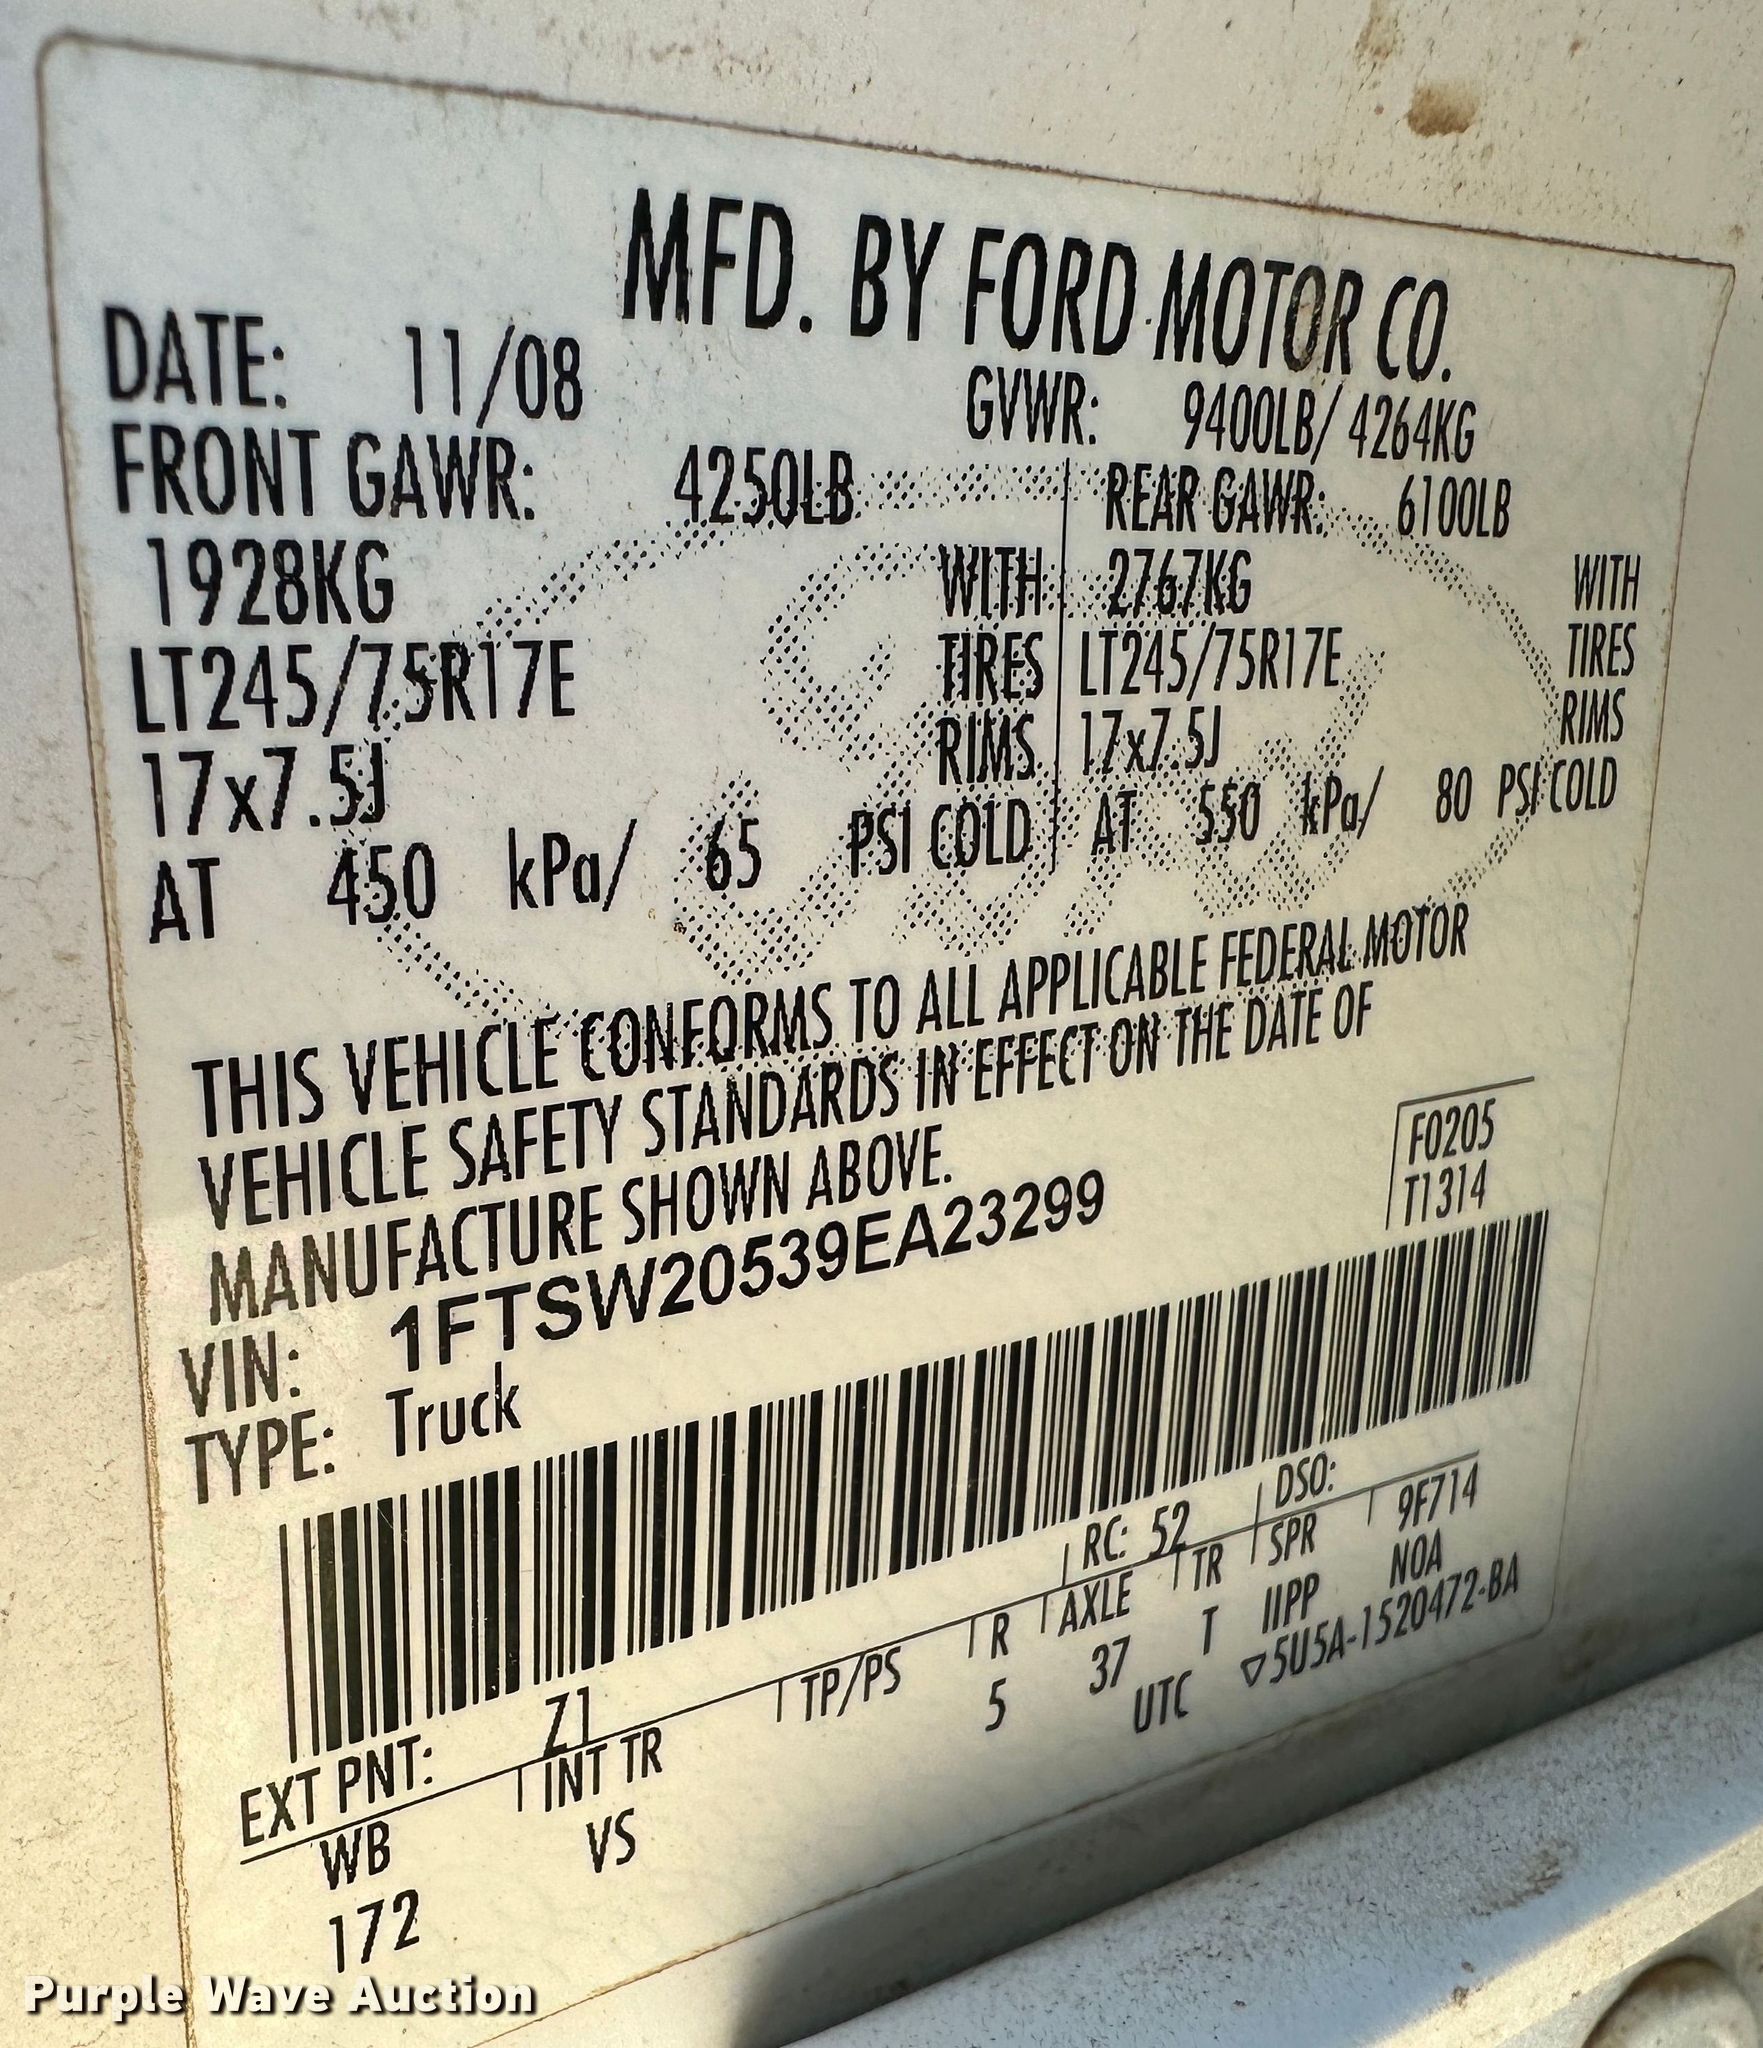 MFD. BY FORD MOTOR CO.
DATE: 11/08 GVWR: 9400LB/ 4264KG
FRONT GAWR: 4250LB REAR GAWR: 6100LB
1928KG WITH 2767KG WITH
LT245/75R17E TIRES LT245/75R17E TIRES
17x7.5J RIMS 17x7.5J RIMS
AT 450 kPa/ 65 PSI COLD AT 550 kPa/ 80 PSI COLD
THIS VEHICLE CONFORMS TO ALL APPLICABLE FEDERAL MOTOR
VEHICLE SAFETY STANDARDS IN EFFECT ON THE DATE OF
MANUFACTURE SHOWN ABOVE.
F0205
T1314
VIN: 1FTSW20539EA23299
TYPE: Truck
EXT PNT: Z1 RC: 52 DSO:
WB INT TR TP/PS R AXLE TR SPR 9F714
172 VS 5 37 T IIPP NOA
UTC ▽5U5A-1520472-BA
Ford
Purple Wave Auction